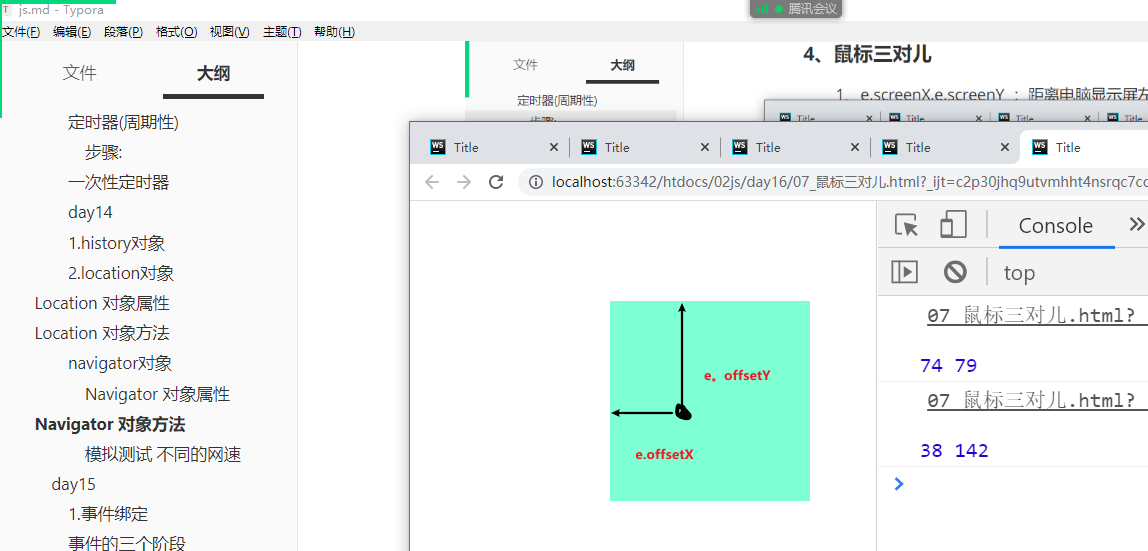 js.md - Typora
腾讯会议
文件(F) 编辑(E) 段落(P) 格式(O) 视图(V) 主题(T) 帮助(H)
文件 大纲
定时器(周期性)
步骤:
一次性定时器
day14
1.history对象
2.location对象
Location 对象属性
Location 对象方法
navigator对象
Navigator 对象属性
Navigator 对象方法
模拟测试 不同的网速
day15
1.事件绑定
事件的三个阶段
文件 大纲
定时器(周期性)
步骤:
4、鼠标三对儿
1、e.screenX,e.screenY ：距离电脑显示屏左
Title Title Title Title
Title Title Title Title Title
localhost:63342/htdocs/02js/day16/07_鼠标三对儿.html?_ijt=c2p30jhq9utvmhht4nsrqc7cc
e。offsetY
e.offsetX
Console
top
07 鼠标三对儿.html?
74 79
07 鼠标三对儿.html?
38 142